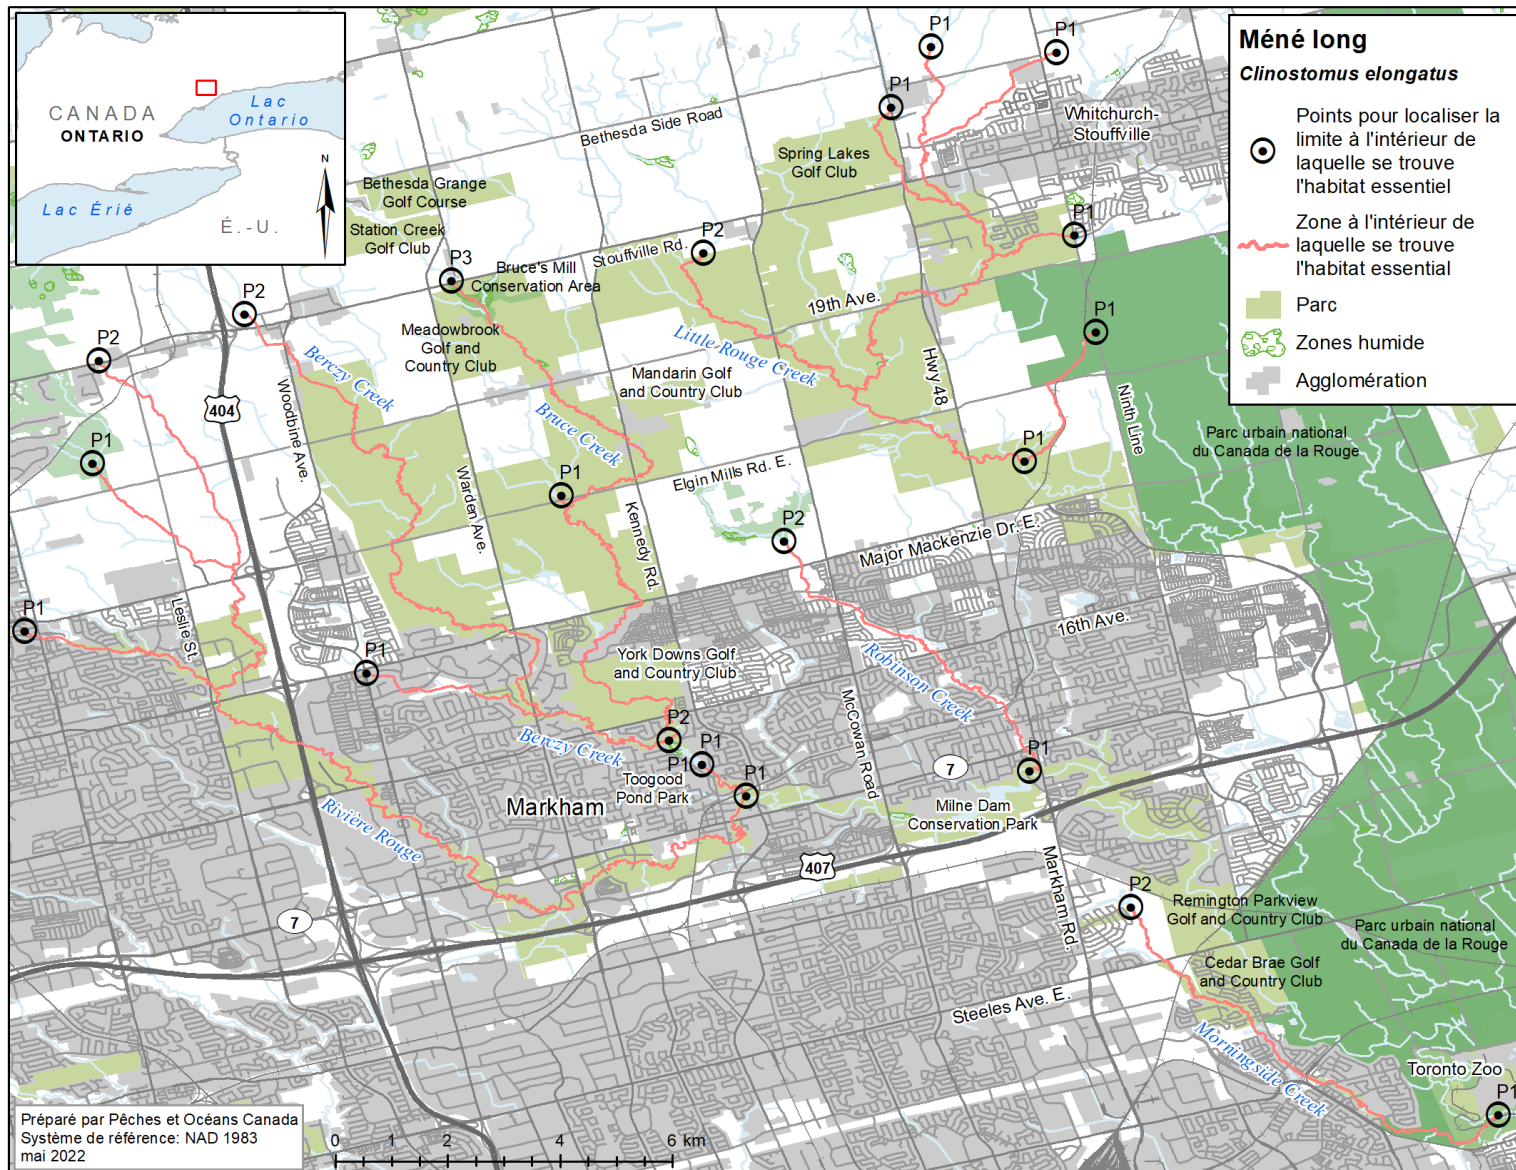 CANADA
ONTARIO
Lac
Ontario
Lac Érié
É.-U.
N
Méné long
Clinostomus elongatus
Points pour localiser la
limite à l'intérieur de
laquelle se trouve
l'habitat essentiel
Zone à l'intérieur de
laquelle se trouve
l'habitat essential
Parc
Zones humide
Agglomération
P1
P1
P1
Whitchurch-
Stouffville
Bethesda Side Road
Spring Lakes
Golf Club
Bethesda Grange
Golf Course
Station Creek
Golf Club
P1
P2
Stouffville Rd.
P3
Bruce's Mill
Conservation Area
P2
19th Ave.
P1
Meadowbrook
Golf and
Country Club
P2
Berczy Creek
Little Rouge Creek
Mandarin Golf
and Country Club
Hwy 48
Ninth Line
404
Woodbine Ave.
Bruce Creek
P1
P1
Parc urbain national
du Canada de la Rouge
Warden Ave.
P1
Elgin Mills Rd. E.
Kennedy Rd.
P2
Major Mackenzie Dr. E.
P1
Leslie St.
16th Ave.
P1
York Downs Golf
and Country Club
Robinson Creek
McCowan Road
P2
Berczy Creek
P1
P1
P1
Toogood
Pond Park
7
P1
Markham
Milne Dam
Conservation Park
Rivière Rouge
407
Markham Rd.
P2
Remington Parkview
Golf and Country Club
7
Parc urbain national
du Canada de la Rouge
Cedar Brae Golf
and Country Club
Steeles Ave. E.
Morningside Creek
Toronto Zoo
P1
Préparé par Pêches et Océans Canada
Système de référence: NAD 1983
mai 2022
0 2 4 6 km